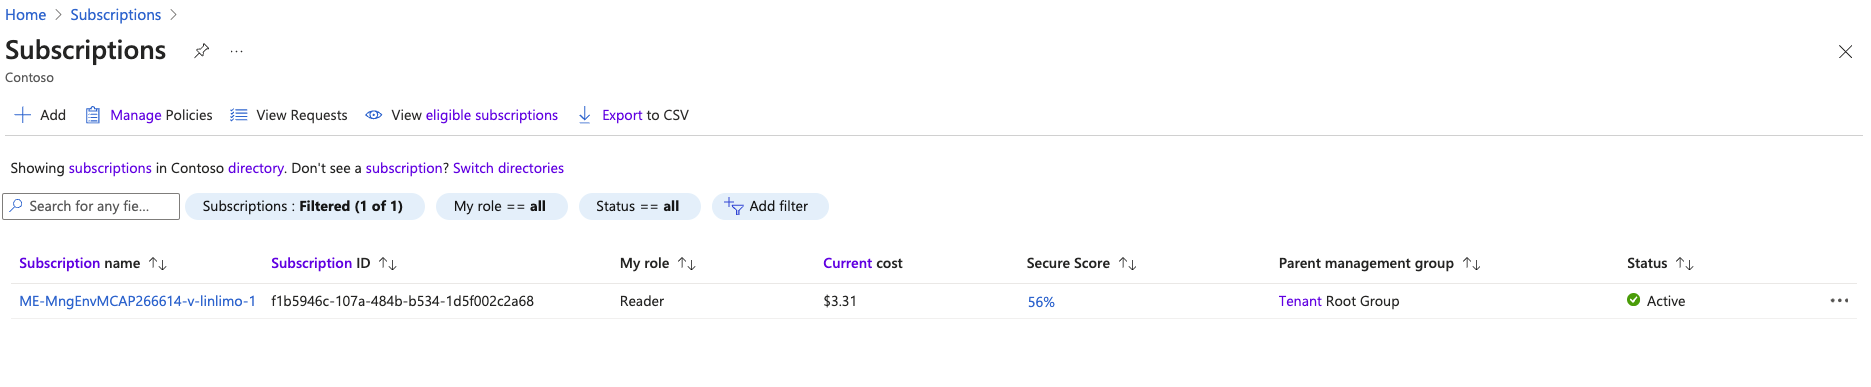 Home > Subscriptions >
Subscriptions ...
Contoso
Add Manage Policies View Requests View eligible subscriptions Export to CSV
Showing subscriptions in Contoso directory. Don't see a subscription? Switch directories
Search for any fie... Subscriptions : Filtered (1 of 1) My role == all Status == all Add filter
Subscription name ↑↓ Subscription ID ↑↓ My role ↑↓ Current cost Secure Score ↑↓ Parent management group ↑↓ Status ↑↓
ME-MngEnvMCAP266614-v-linlimo-1 f1b5946c-107a-484b-b534-1d5f002c2a68 Reader $3.31 56% Tenant Root Group Active ...